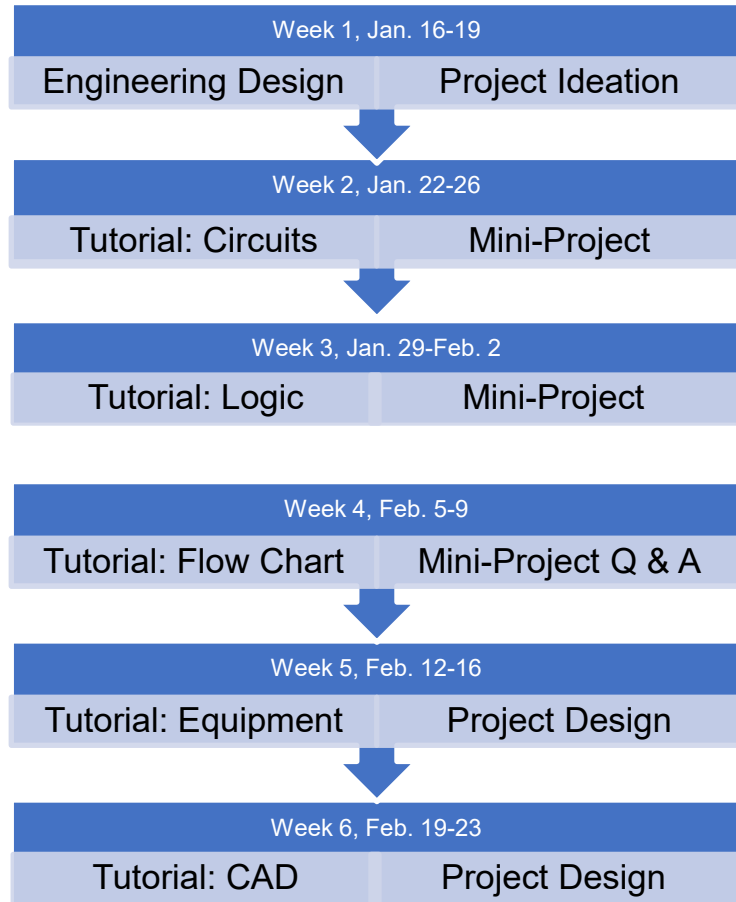 Week 1, Jan. 16-19
Engineering Design Project Ideation
Week 2, Jan. 22-26
Tutorial: Circuits Mini-Project
Week 3, Jan. 29-Feb. 2
Tutorial: Logic Mini-Project
Week 4, Feb. 5-9
Tutorial: Flow Chart Mini-Project Q & A
Week 5, Feb. 12-16
Tutorial: Equipment Project Design
Week 6, Feb. 19-23
Tutorial: CAD Project Design